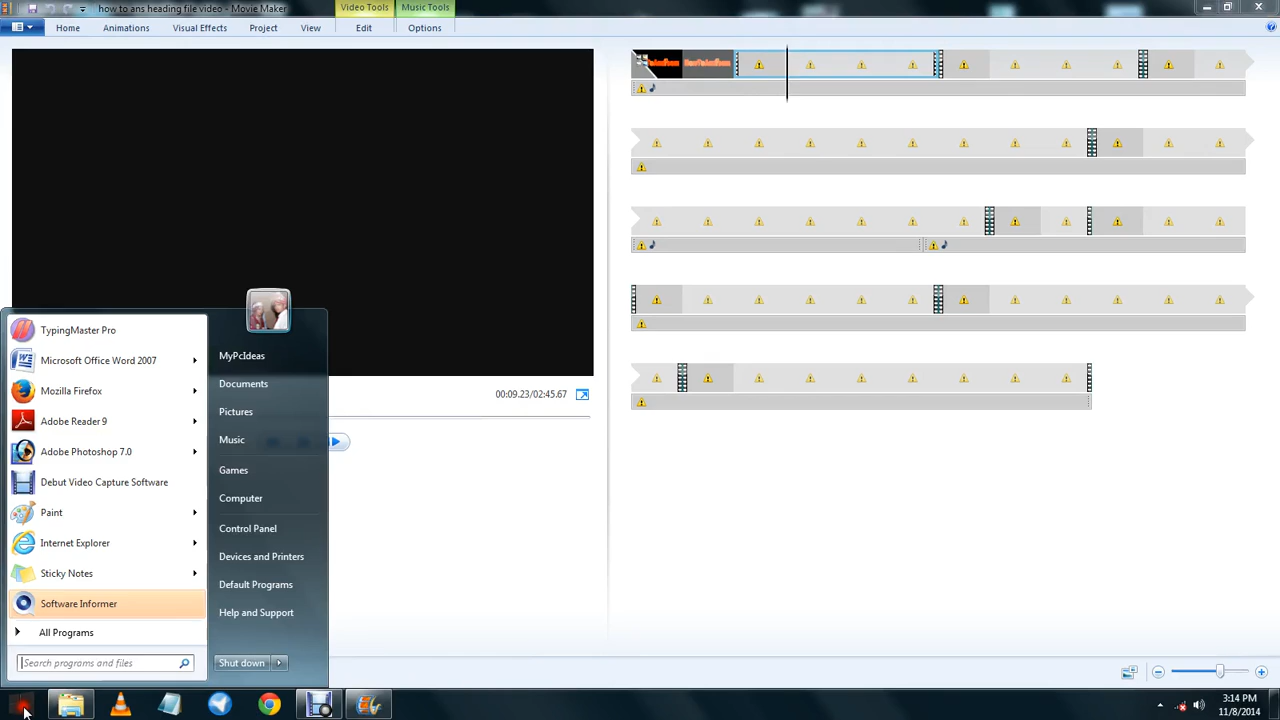 how to ans heading file video - Movie Maker
Video Tools
Music Tools
Home
Animations
Visual Effects
Project
View
Edit
Options
00:09.23/02:45.67
TypingMaster Pro
Microsoft Office Word 2007
Mozilla Firefox
Adobe Reader 9
Adobe Photoshop 7.0
Debut Video Capture Software
Paint
Internet Explorer
Sticky Notes
Software Informer
All Programs
Search programs and files
MyPcIdeas
Documents
Pictures
Music
Games
Computer
Control Panel
Devices and Printers
Default Programs
Help and Support
Shut down
3:14 PM
11/8/2014